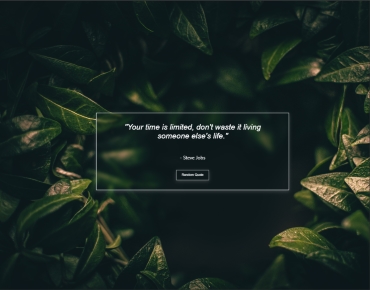 "Your time is limited, don't waste it living
someone else's life."
- Steve Jobs
Random Quote